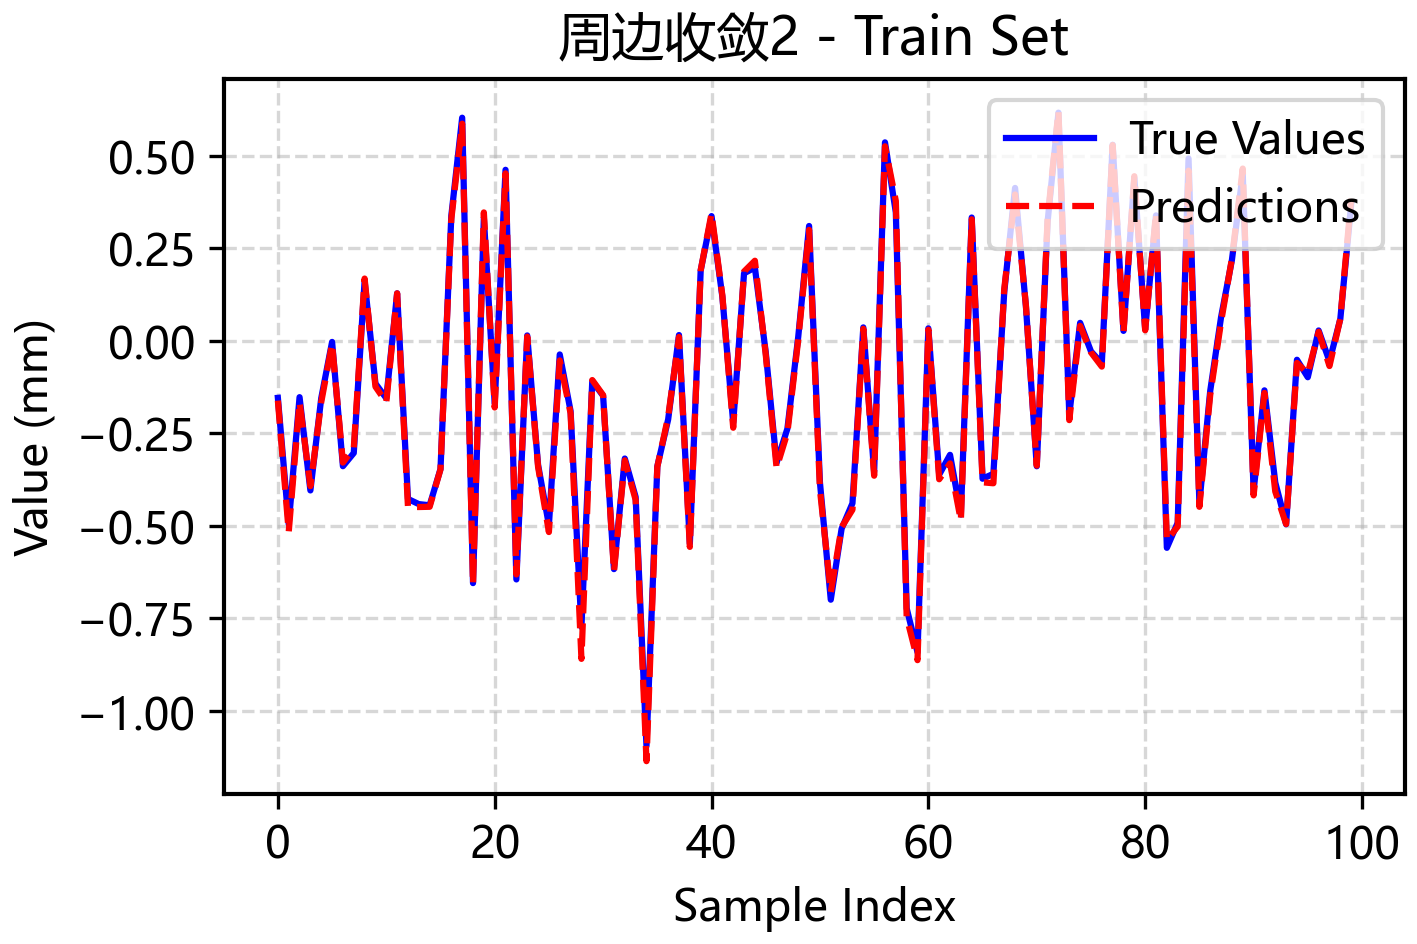 周边收敛2 - Train Set
True Values
Predictions
Value (mm)
0.50
0.25
0.00
−0.25
−0.50
−0.75
−1.00
0 20 40 60 80 100
Sample Index